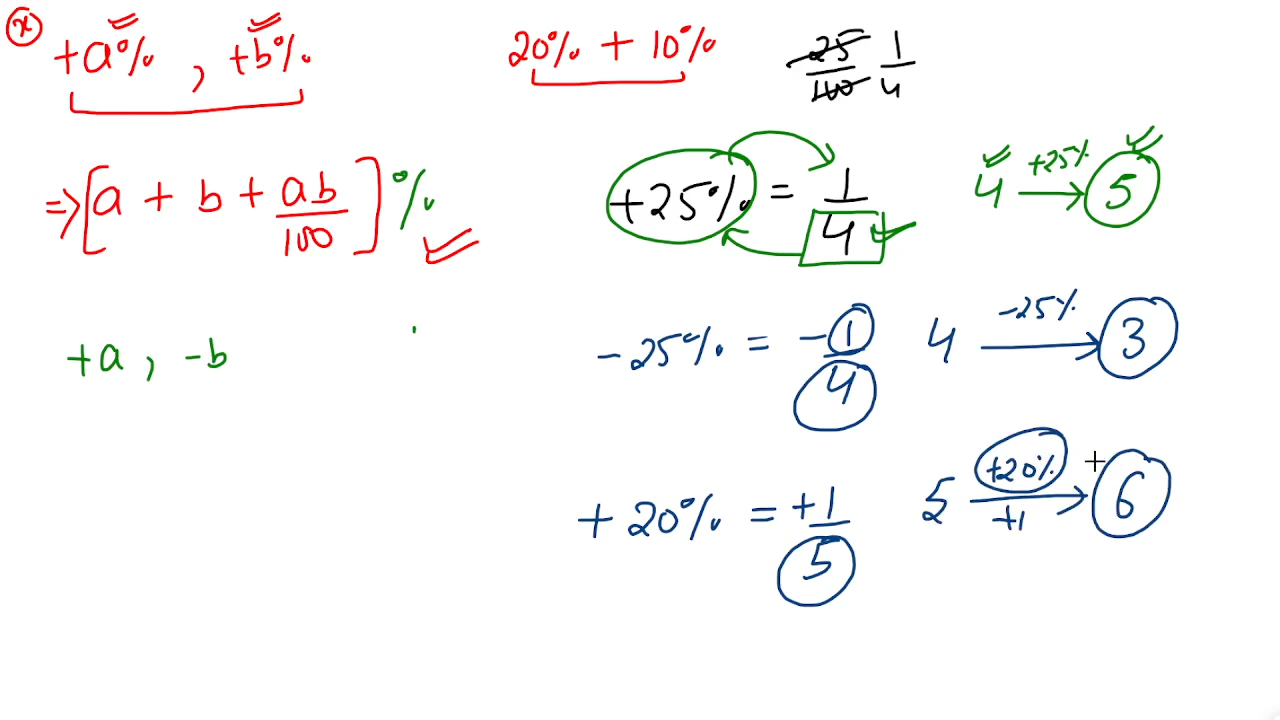 (x) +a% , +b%
⇒ [a + b + ab/100] %
+a , -b
20% + 10%
25/100 1/4
+25% = 1/4
4 +25% → 5
-25% = -1/4
4 -25% → 3
+20% = +1/5
5 +20% +1 → 6